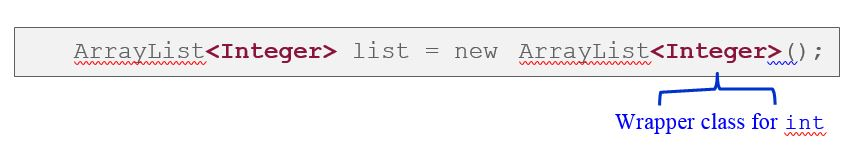 ArrayList<Integer> list = new ArrayList<Integer>();
Wrapper class for int